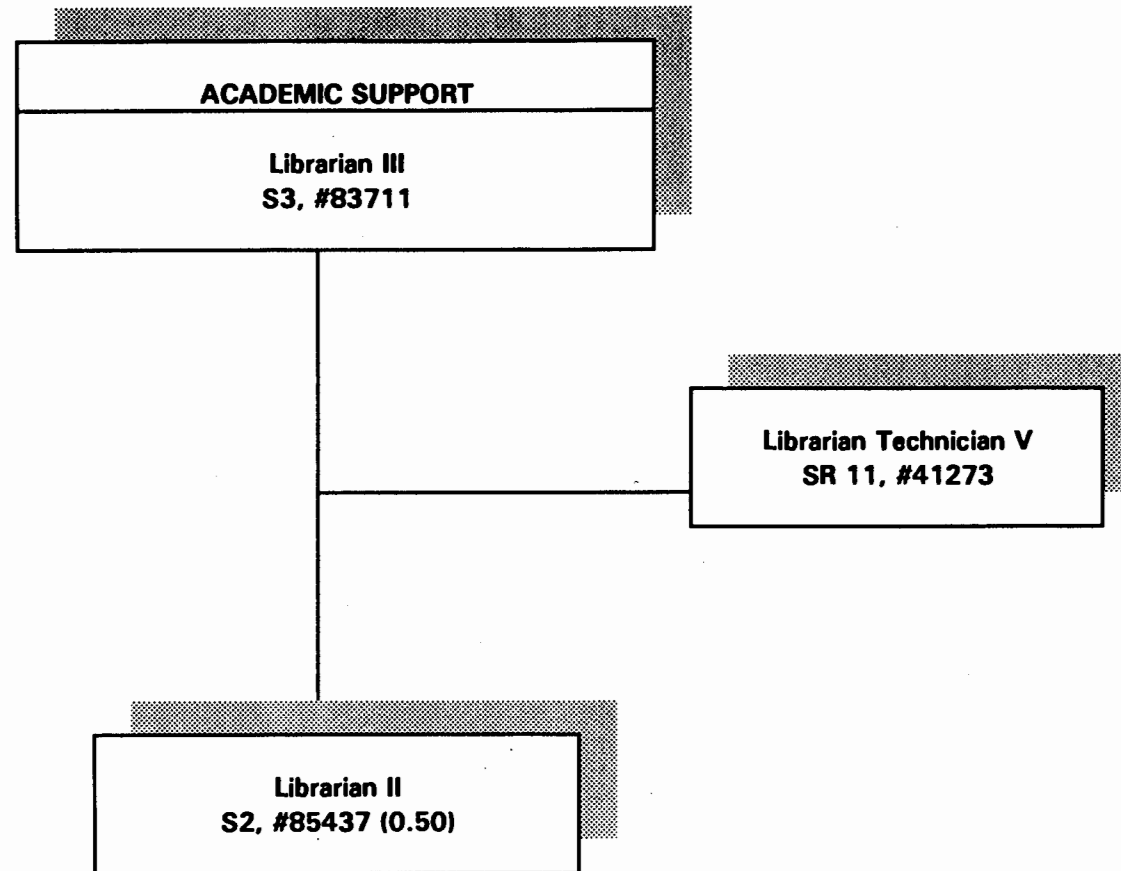 ACADEMIC SUPPORT
Librarian III
S3, #83711
Librarian Technician V
SR 11, #41273
Librarian II
S2, #85437 (0.50)